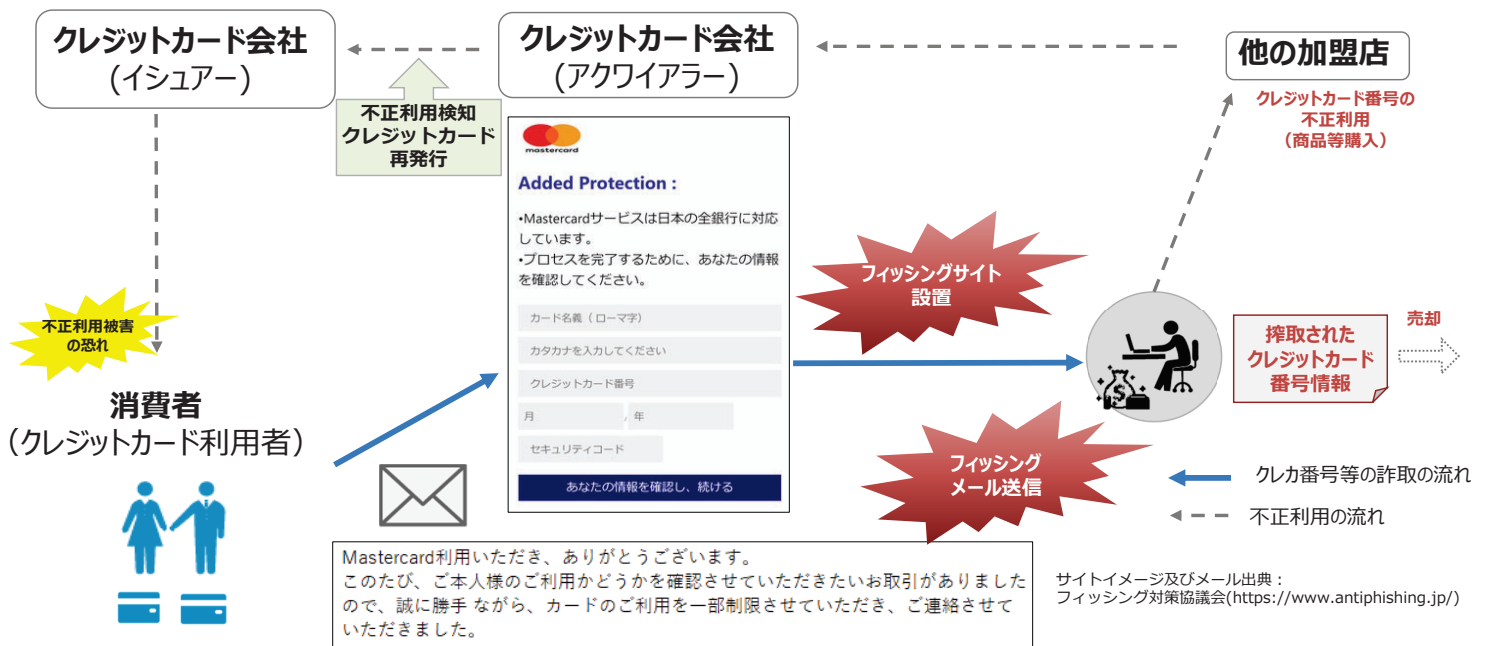 クレジットカード会社
(イシュアー)
クレジットカード会社
(アクワイアラー)
他の加盟店
クレジットカード番号の
不正利用
(商品等購入)
不正利用検知
クレジットカード
再発行
mastercard
Added Protection :
•Mastercardサービスは日本の全銀行に対応
しています。
•プロセスを完了するために、あなたの情報
を確認してください。
カード名義（ローマ字）
カタカナを入力してください
クレジットカード番号
月 / 年
セキュリティコード
あなたの情報を確認し、続ける
フィッシングサイト
設置
不正利用被害
の恐れ
消費者
（クレジットカード利用者）
搾取された
クレジットカード
番号情報
売却
フィッシング
メール送信
クレカ番号等の詐取の流れ
不正利用の流れ
Mastercard利用いただき、ありがとうございます。
このたび、ご本人様のご利用かどうかを確認させていただきたいお取引がありました
ので、誠に勝手 ながら、カードのご利用を一部制限させていただき、ご連絡させて
いただきました。
サイトイメージ及びメール出典：
フィッシング対策協議会(https://www.antiphishing.jp/)